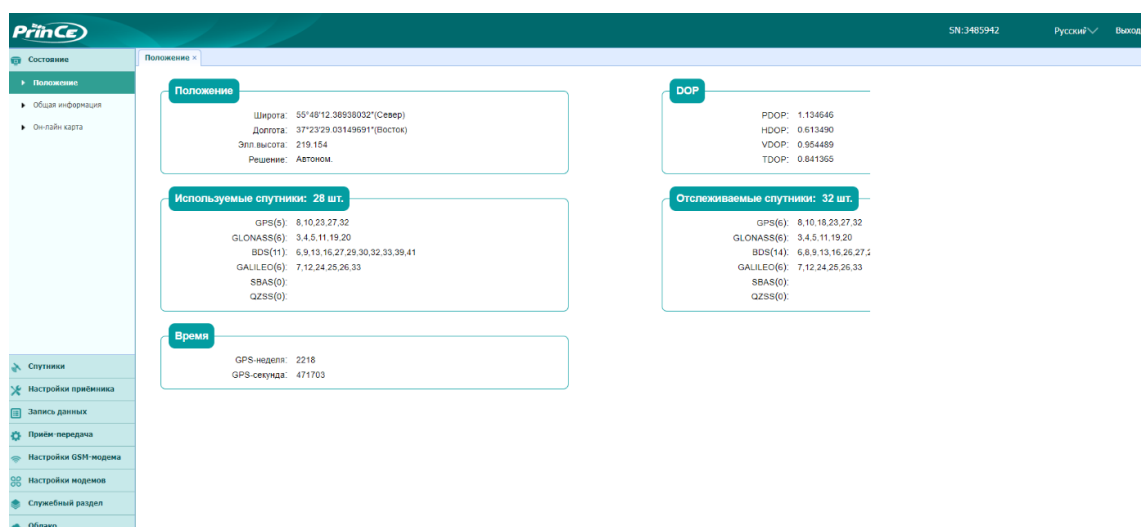 PrinCe
SN:3485942
Русский
Выход
Состояние
Положение ×
Положение
Общая информация
Он-лайн карта
Положение
Широта: 55°48'12.38938032"(Север)
Долгота: 37°23'29.03149691"(Восток)
Элл.высота: 219.154
Решение: Автоном.
DOP
PDOP: 1.134646
HDOP: 0.613490
VDOP: 0.954489
TDOP: 0.841365
Используемые спутники: 28 шт.
GPS(5): 8,10,23,27,32
GLONASS(6): 3,4,5,11,19,20
BDS(11): 6,9,13,16,27,29,30,32,33,39,41
GALILEO(6): 7,12,24,25,26,33
SBAS(0):
QZSS(0):
Отслеживаемые спутники: 32 шт.
GPS(6): 8,10,18,23,27,32
GLONASS(6): 3,4,5,11,19,20
BDS(14): 6,8,9,13,16,26,27,2
GALILEO(6): 7,12,24,25,26,33
SBAS(0):
QZSS(0):
Время
GPS-неделя: 2218
GPS-секунда: 471703
Спутники
Настройки приёмника
Запись данных
Приём-передача
Настройки GSM-модема
Настройки модемов
Служебный раздел
Облако